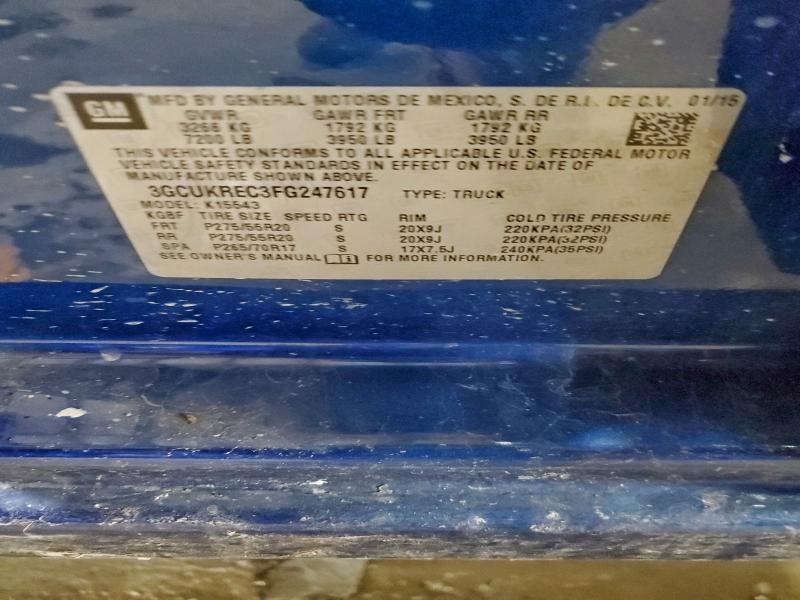 GM
MFD BY GENERAL MOTORS DE MEXICO, S. DE R.L. DE C.V. 01/15
GVWR GAWR FRT GAWR RR
3266 KG 1792 KG 1792 KG
7200 LB 3950 LB 3950 LB
THIS VEHICLE CONFORMS TO ALL APPLICABLE U.S. FEDERAL MOTOR
VEHICLE SAFETY STANDARDS IN EFFECT ON THE DATE OF
MANUFACTURE SHOWN ABOVE.
3GCUKREC3FG247617 TYPE: TRUCK
MODEL: K15543
KGBF TIRE SIZE SPEED RTG RIM COLD TIRE PRESSURE
FRT P275/55R20 S 20X9J 220KPA(32PSI)
RR P275/55R20 S 20X9J 220KPA(32PSI)
SPA P265/70R17 S 17X7.5J 240KPA(35PSI)
SEE OWNER'S MANUAL FOR MORE INFORMATION.